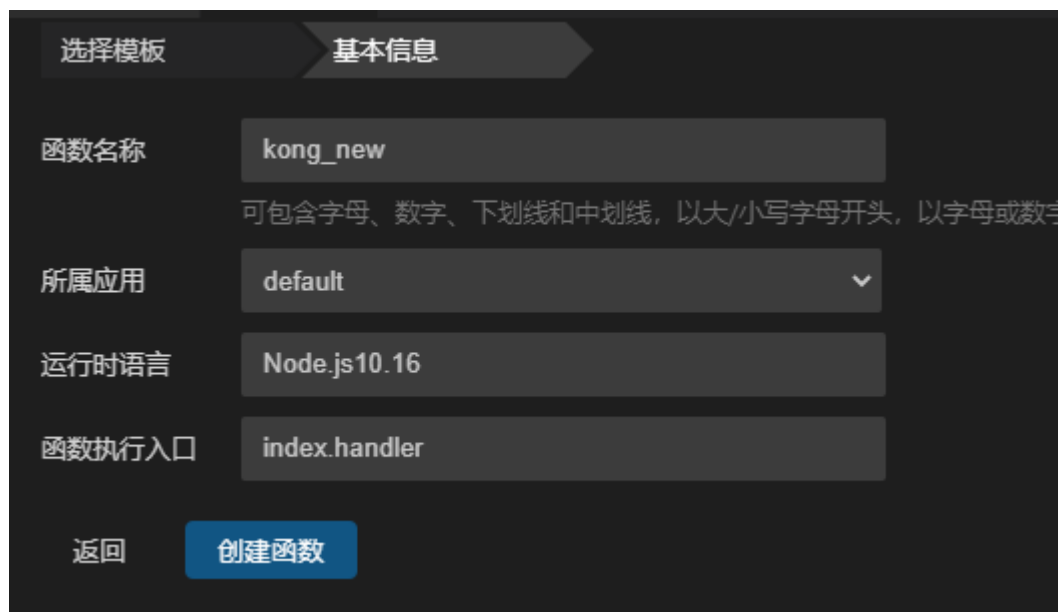 选择模板 基本信息
函数名称 kong_new
可包含字母、数字、下划线和中划线，以大/小写字母开头，以字母或数字
所属应用 default
运行时语言 Node.js10.16
函数执行入口 index.handler
返回 创建函数